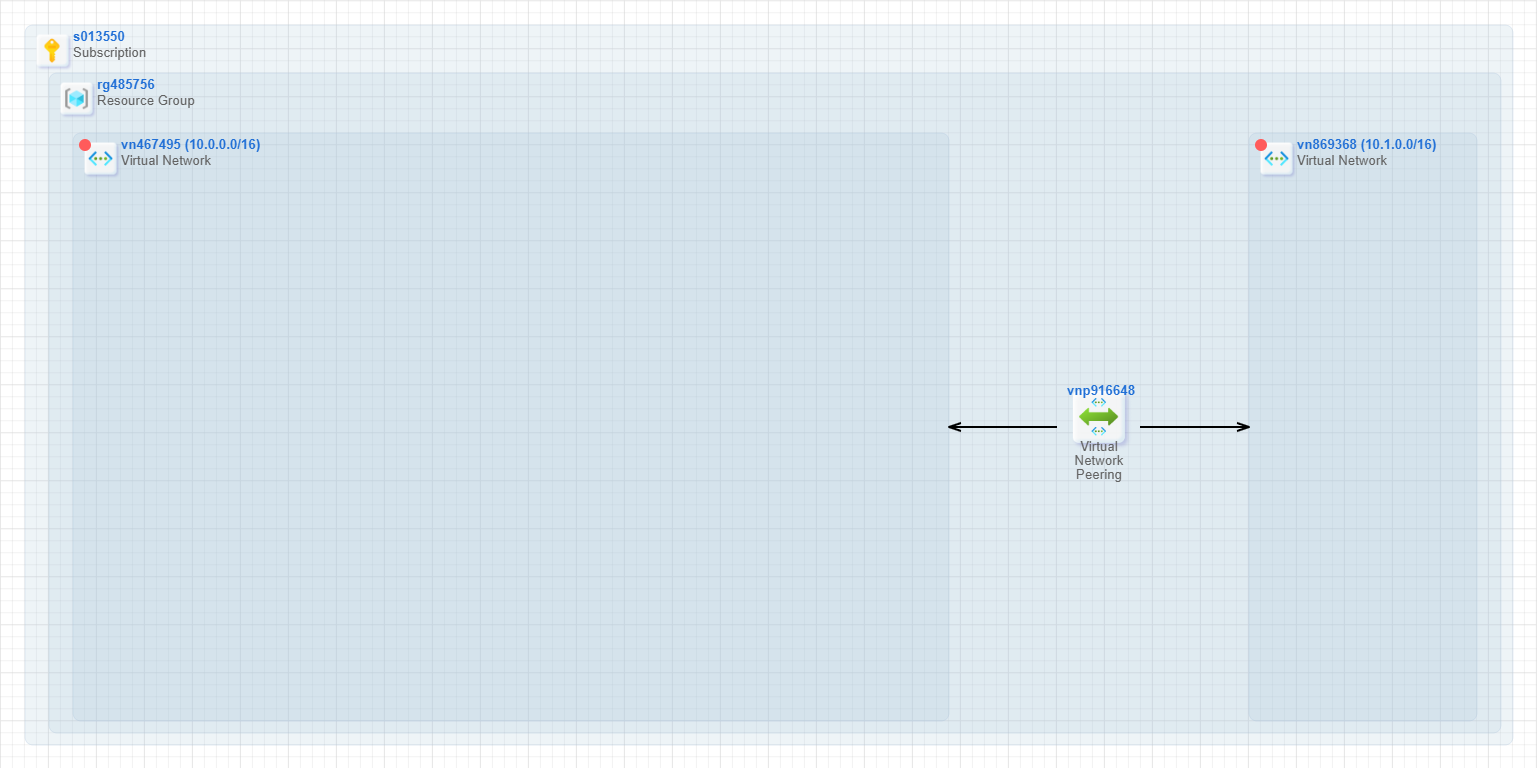 s013550
Subscription
rg485756
Resource Group
vn467495 (10.0.0.0/16)
Virtual Network
vn869368 (10.1.0.0/16)
Virtual Network
vnp916648
Virtual
Network
Peering